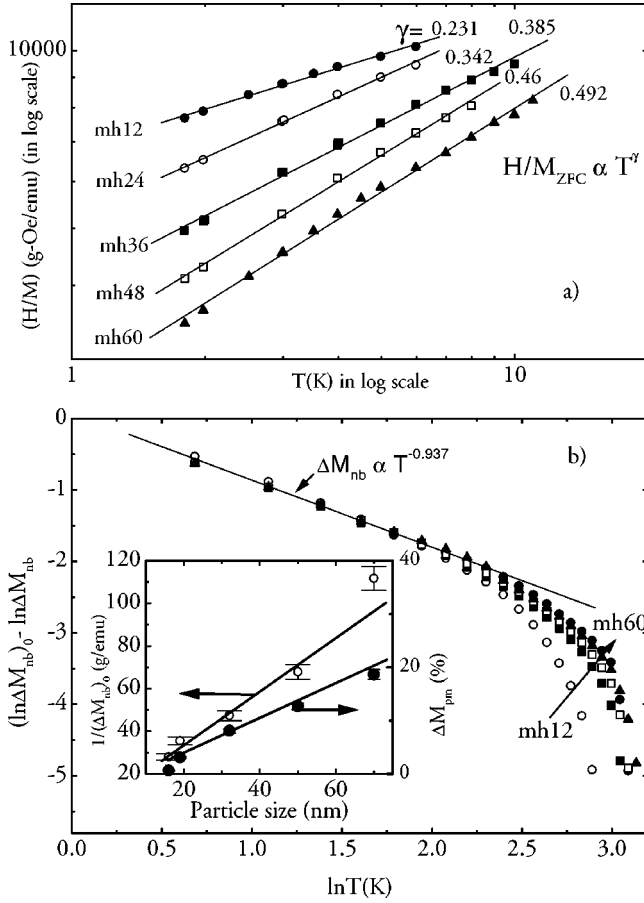 10000
(H/M) (g-Oe/emu) (in log scale)
γ= 0.231
0.342
0.385
0.46
0.492
mh12
mh24
mh36
mh48
mh60
H/M_ZFC α T^γ
a)
1
10
T(K) in log scale
0
-1
-2
-3
-4
-5
(lnΔM_nb)_0 - lnΔM_nb
ΔM_nb α T^-0.937
b)
mh60
mh12
120
100
80
60
40
20
1/(ΔM_nb)_0 (g/emu)
40
20
0
ΔM_pm (%)
20
40
60
Particle size (nm)
0.0
0.5
1.0
1.5
2.0
2.5
3.0
lnT(K)